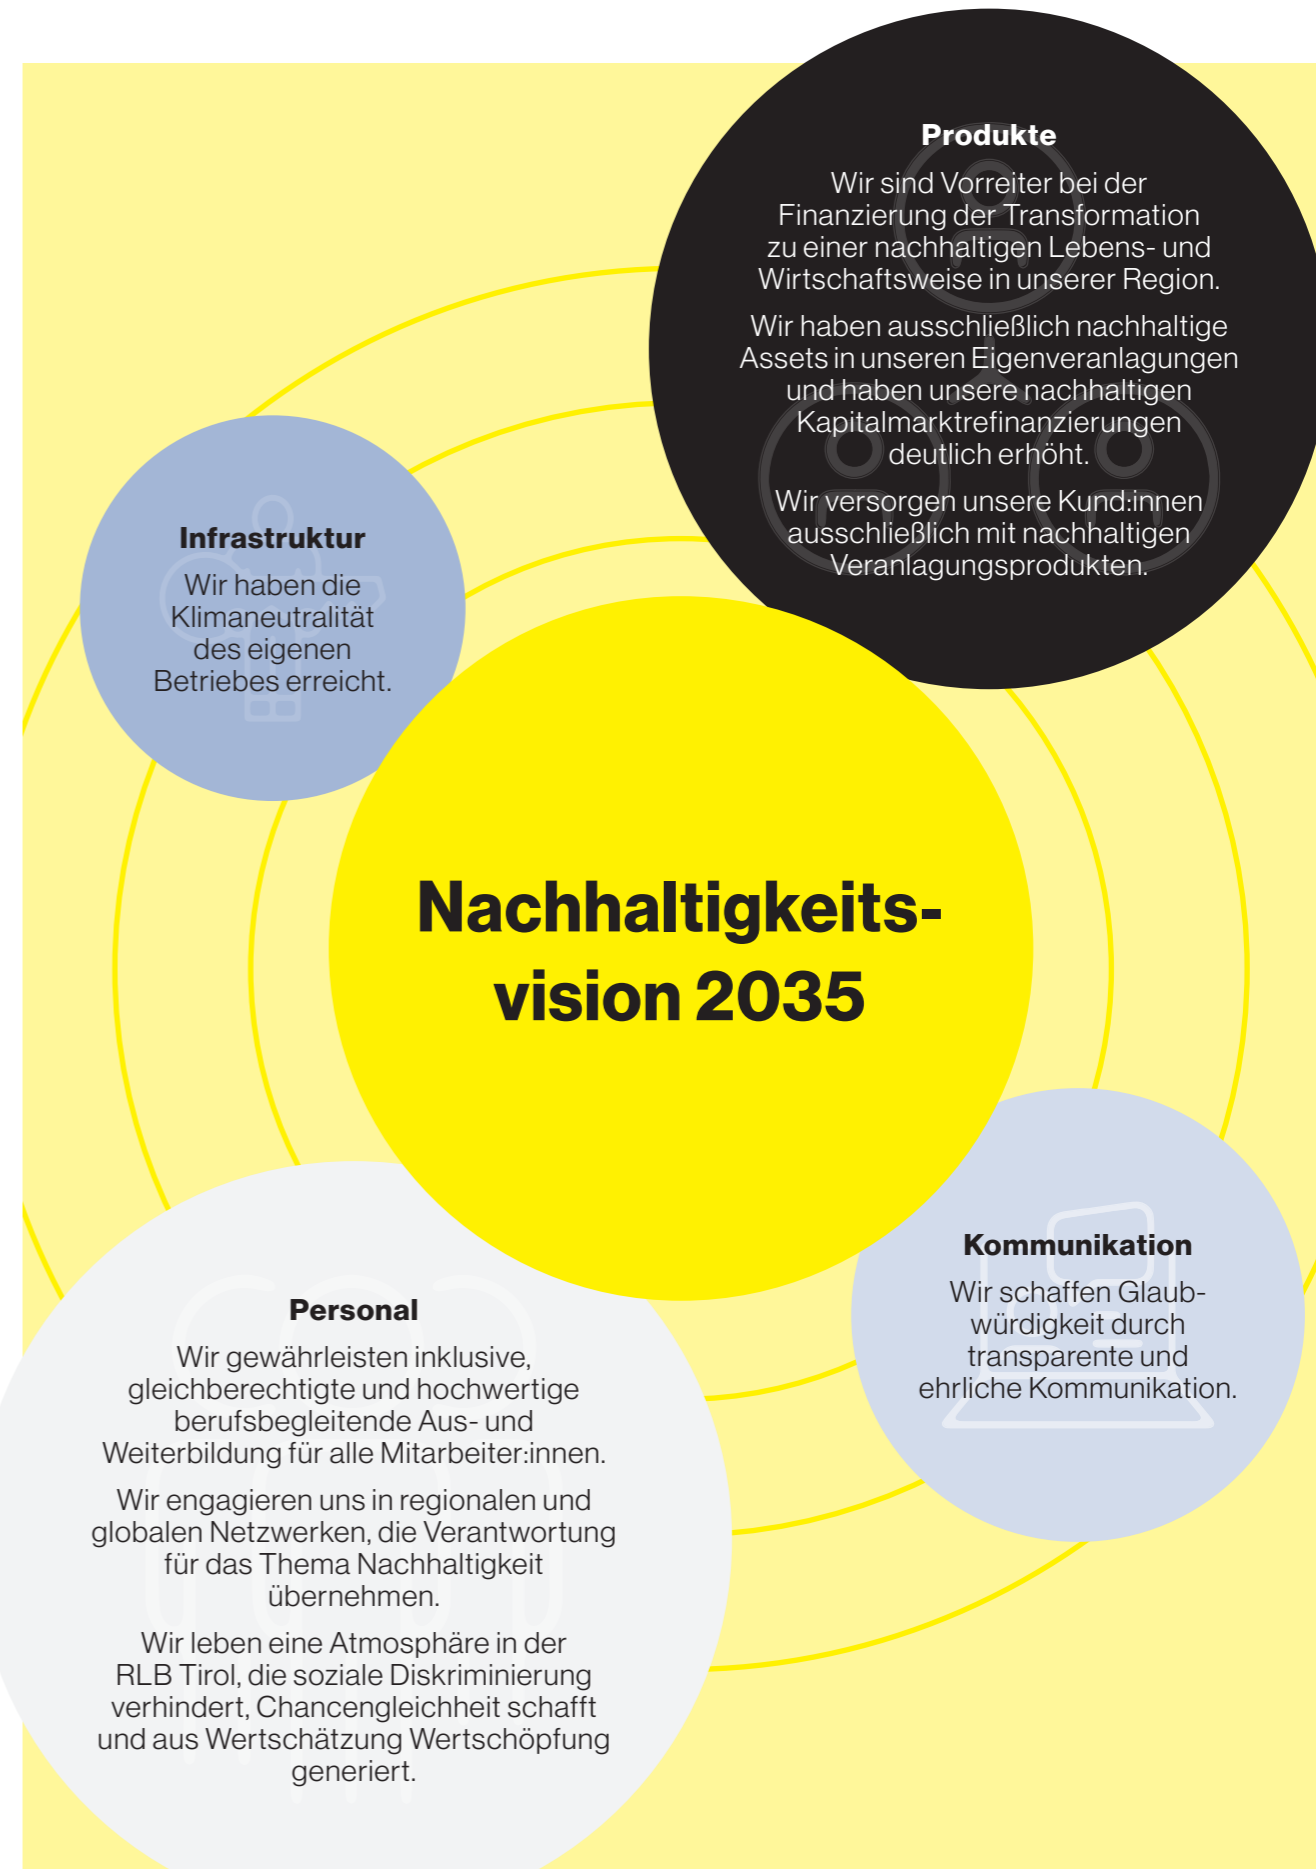 Produkte
Wir sind Vorreiter bei der
Finanzierung der Transformation
zu einer nachhaltigen Lebens- und
Wirtschaftsweise in unserer Region.
Wir haben ausschließlich nachhaltige
Assets in unseren Eigenveranlagungen
und haben unsere nachhaltigen
Kapitalmarktrefinanzierungen
deutlich erhöht.
Wir versorgen unsere Kund:innen
ausschließlich mit nachhaltigen
Veranlagungsprodukten.
Infrastruktur
Wir haben die
Klimaneutralität
des eigenen
Betriebes erreicht.
Nachhaltigkeits-
vision 2035
Kommunikation
Wir schaffen Glaub-
würdigkeit durch
transparente und
ehrliche Kommunikation.
Personal
Wir gewährleisten inklusive,
gleichberechtigte und hochwertige
berufsbegleitende Aus- und
Weiterbildung für alle Mitarbeiter:innen.
Wir engagieren uns in regionalen und
globalen Netzwerken, die Verantwortung
für das Thema Nachhaltigkeit
übernehmen.
Wir leben eine Atmosphäre in der
RLB Tirol, die soziale Diskriminierung
verhindert, Chancengleichheit schafft
und aus Wertschätzung Wertschöpfung
generiert.